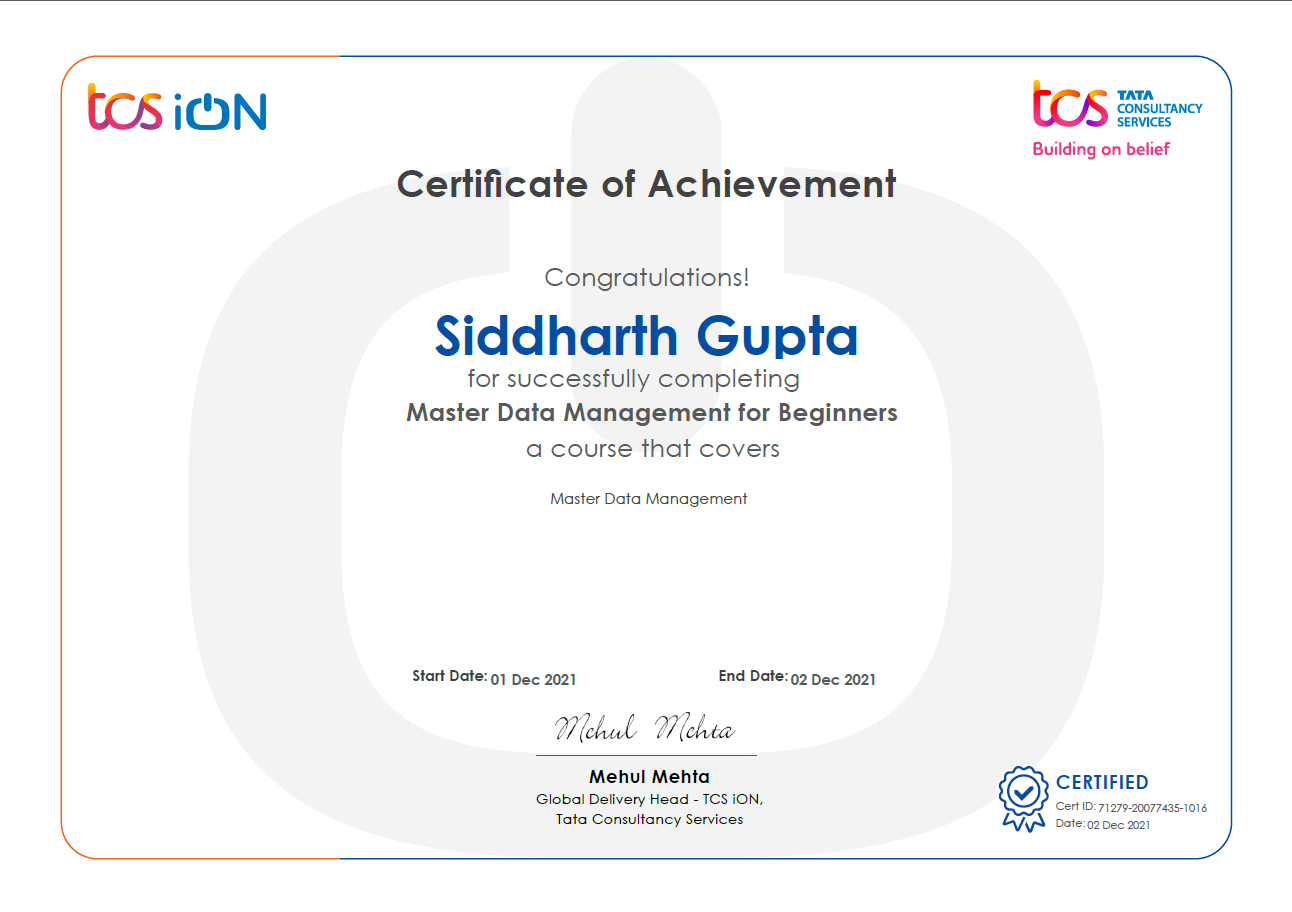 tcs iON
tcs TATA
CONSULTANCY
SERVICES
Building on belief
Certificate of Achievement
Congratulations!
Siddharth Gupta
for successfully completing
Master Data Management for Beginners
a course that covers
Master Data Management
Start Date: 01 Dec 2021 End Date: 02 Dec 2021
Mehul Mehta
Mehul Mehta
Global Delivery Head - TCS iON,
Tata Consultancy Services
CERTIFIED
Cert ID: 71279-20077435-1016
Date: 02 Dec 2021